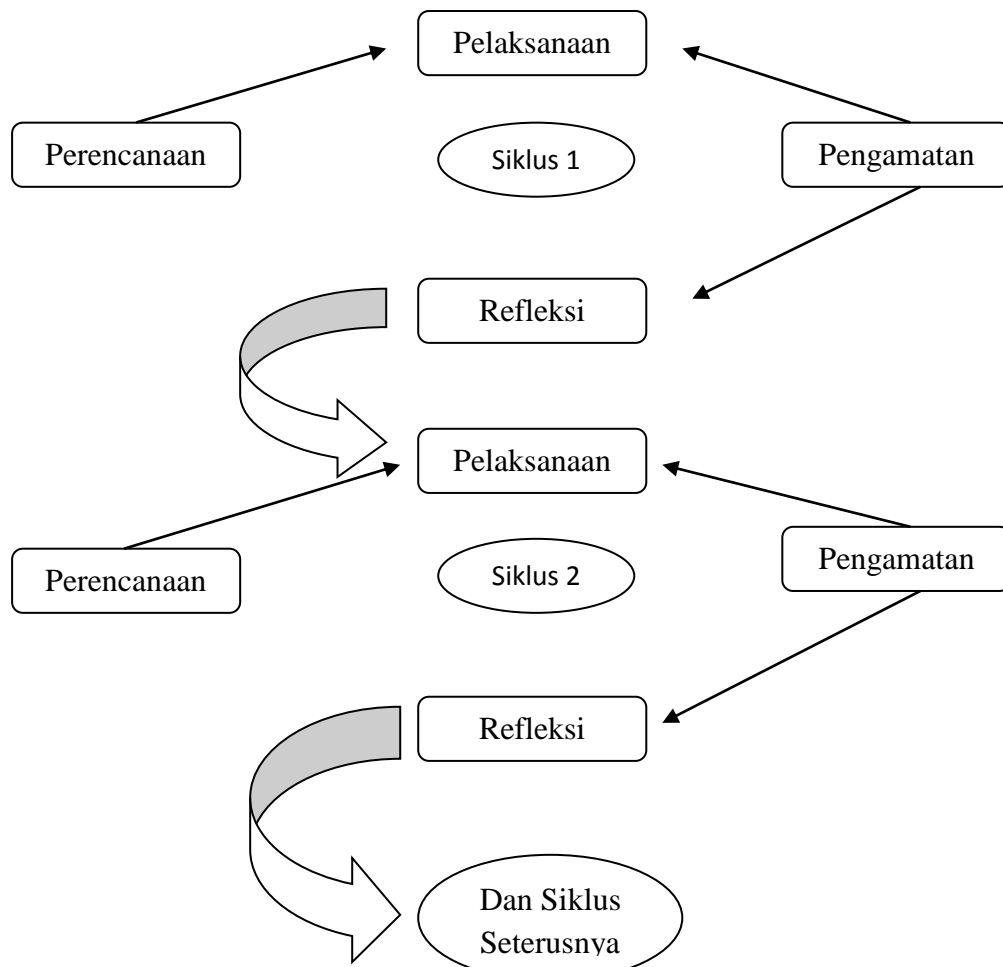 Pelaksanaan
Perencanaan
Siklus 1
Pengamatan
Refleksi
Pelaksanaan
Perencanaan
Siklus 2
Pengamatan
Refleksi
Dan Siklus
Seterusnya